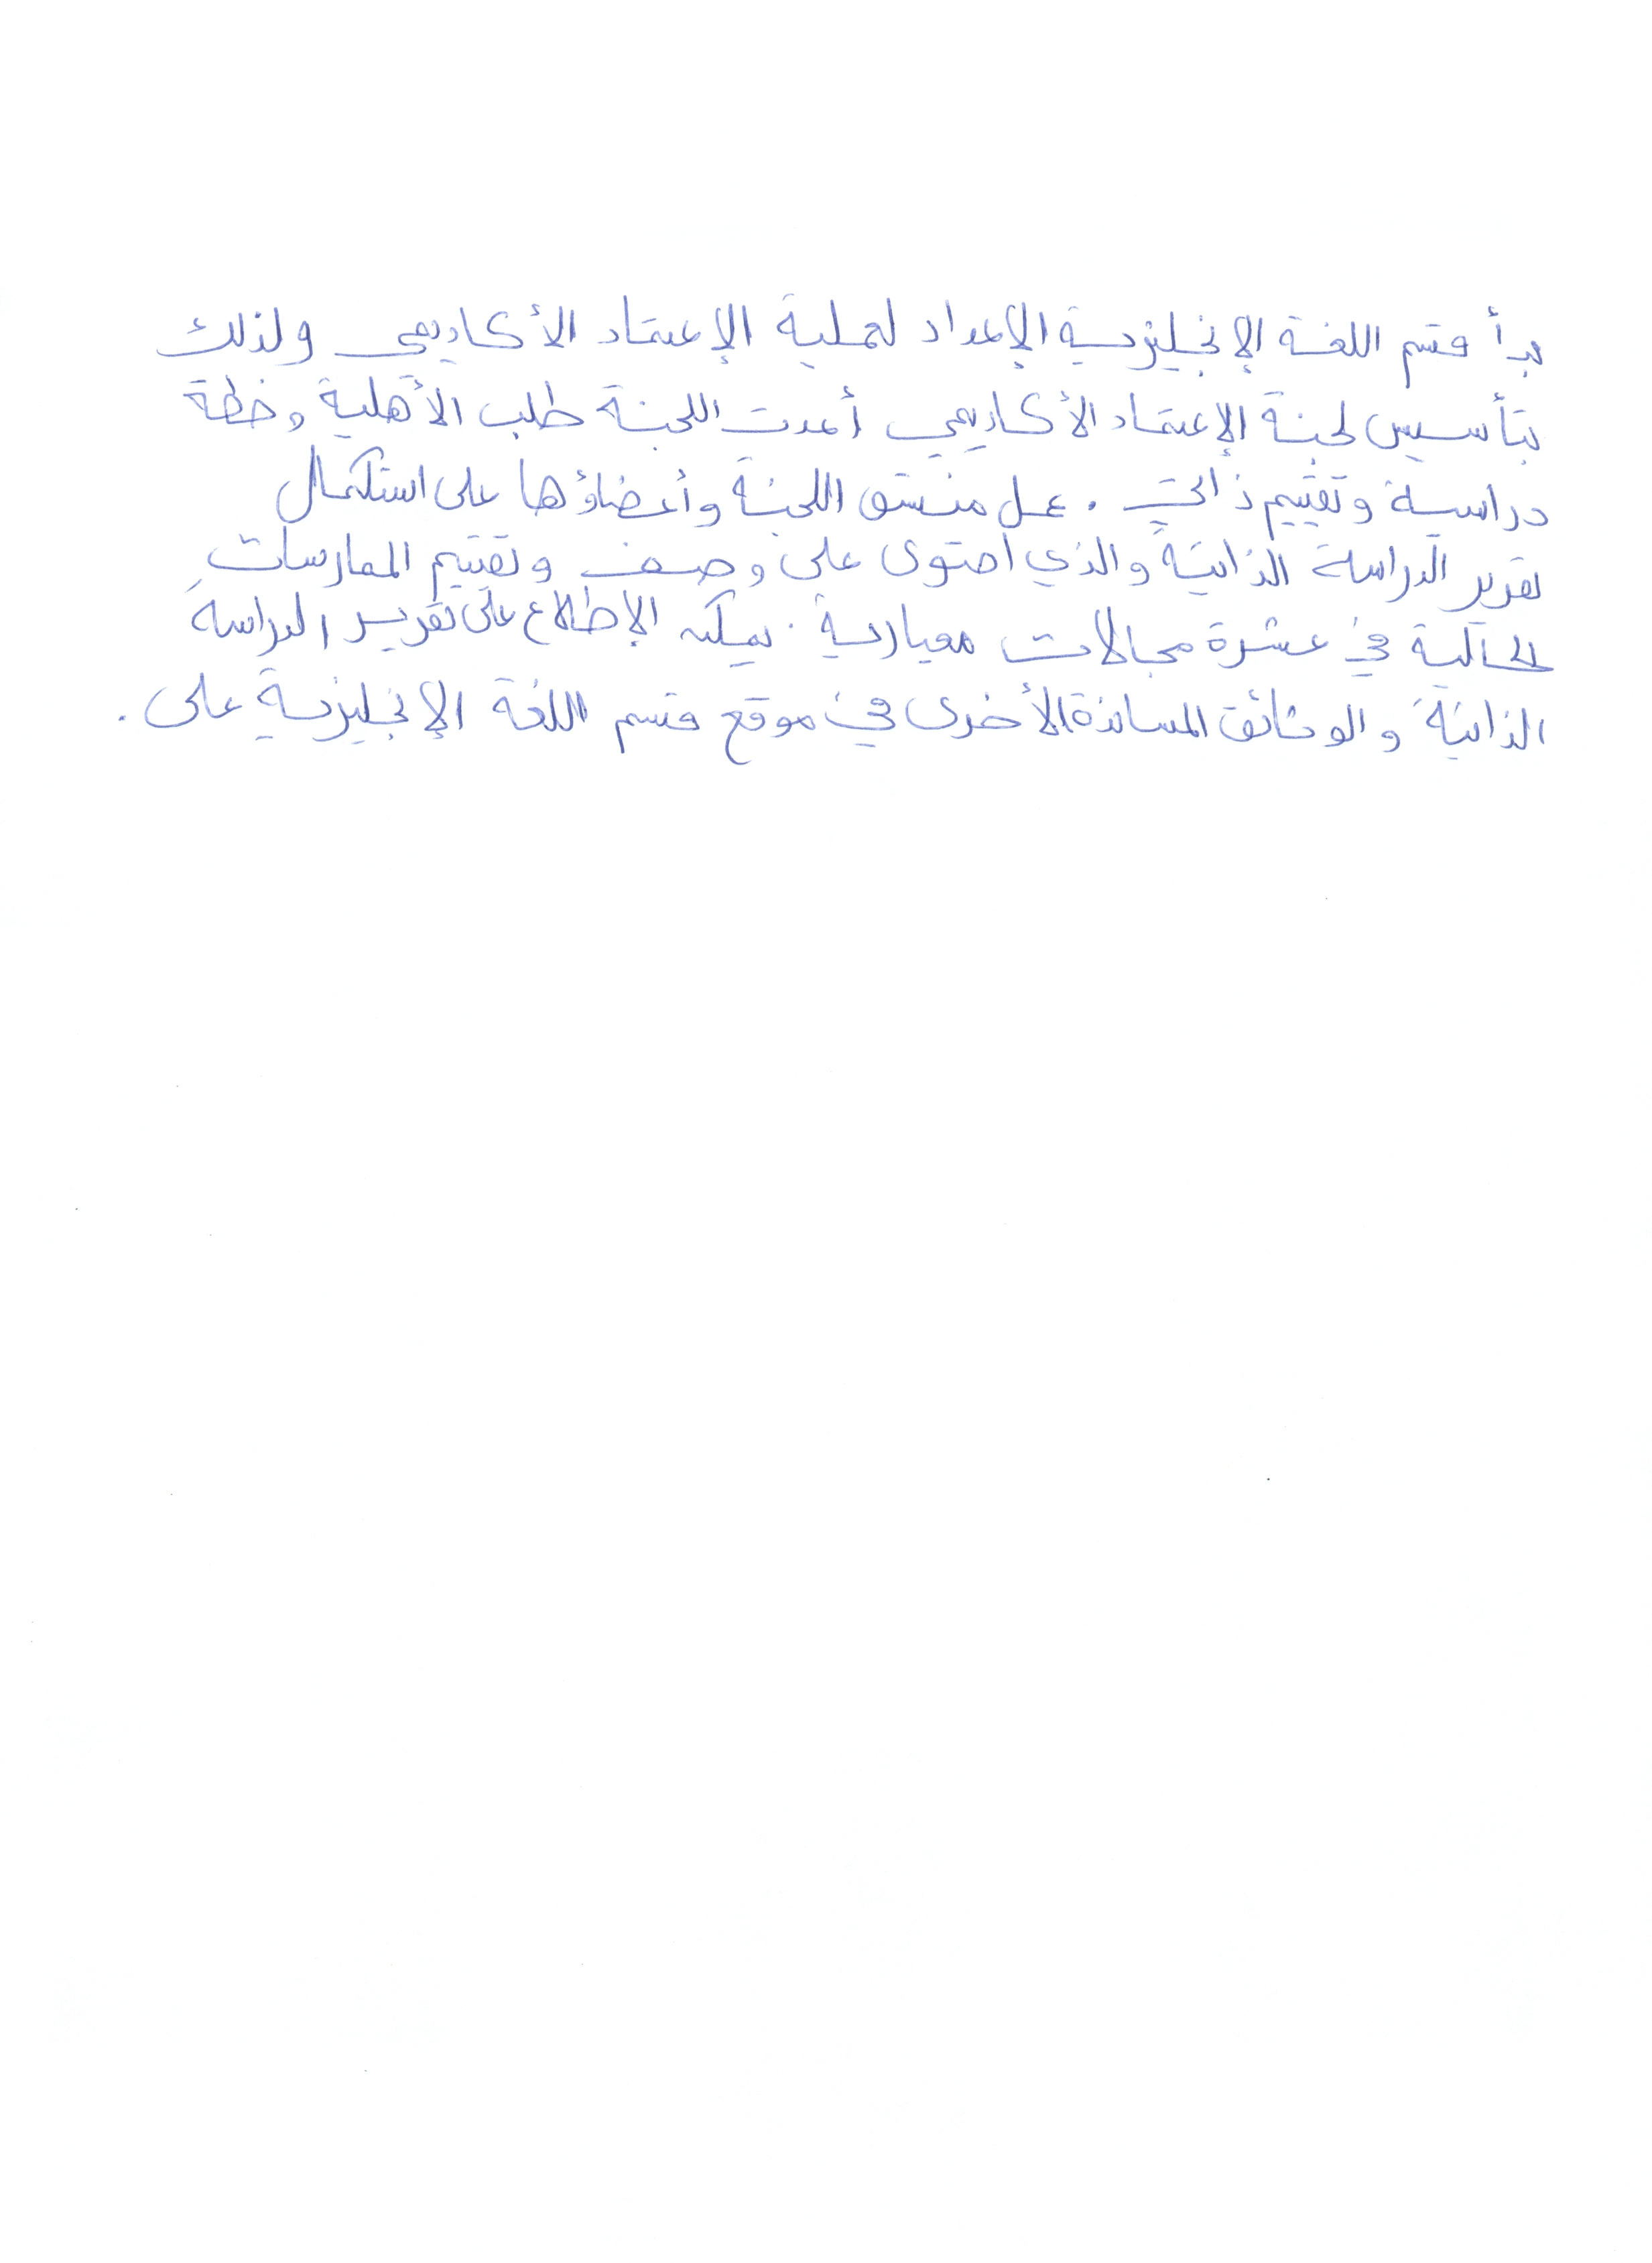 بدأ قسم اللغة الإنجليزية الإعداد لعملية الإعتماد الأكاديمي ولذلك
بتأسيس لجنة الإعتماد الأكاديمي أعدت اللجنة طلب الأهلية وخطة
دراسية وتقييم ذاتي . عمل منسق اللجنة وأعضاؤها على استكمال
تقرير الدراسة الذاتية والذي احتوى على وصف وتقييم الممارسات
الحالية في عشرة مجالات معيارية . يمكن الإطلاع على تقرير الدراسة
الذاتية والوثائق المساندة الأخرى في موقع قسم اللغة الإنجليزية على .